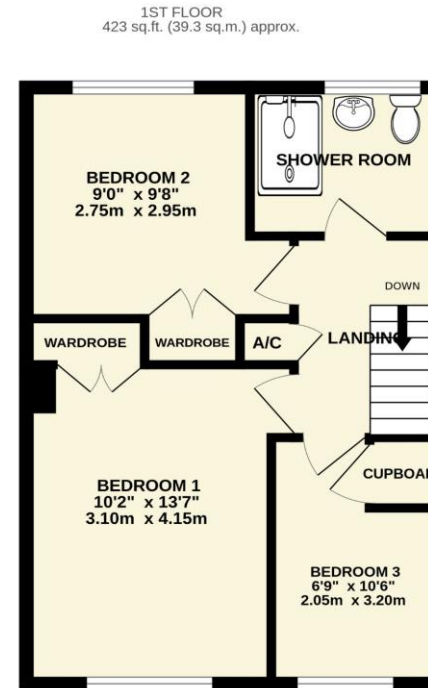 1ST FLOOR
423 sq.ft. (39.3 sq.m.) approx.
BEDROOM 2
9'0" x 9'8"
2.75m x 2.95m
SHOWER ROOM
DOWN
WARDROBE
WARDROBE
A/C
LANDING
CUPBOA
BEDROOM 1
10'2" x 13'7"
3.10m x 4.15m
BEDROOM 3
6'9" x 10'6"
2.05m x 3.20m